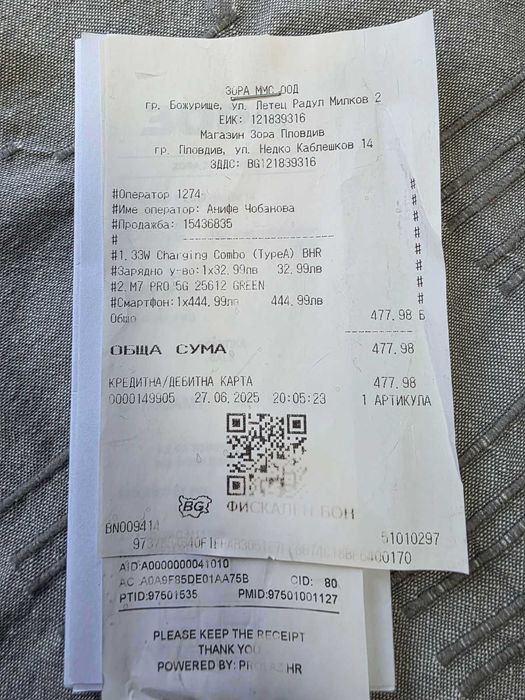 ЗОРА ММС ООД
гр. Божурище, ул. Летец Радул Милков 2
ЕИК: 121839316
Магазин Зора Пловдив
гр. Пловдив, ул. Недко Каблешков 14
ЗДДС: BG121839316
#Оператор 1274 #
#Име оператор: Анифе Чобанова #
#Продажба: 15436835 #
# #
#1. 33W Charging Combo (TypeA) BHR #
#Зарядно у-во:1x32.99лв 32.99лв #
#2 M7 PRO 5G 25612 GREEN #
#Смартфон:1x444.99лв 444.99лв #
Общо 477.98 Б
ОБЩА СУМА 477.98
КРЕДИТНА/ДЕБИТНА КАРТА 477.98
0000149905 27.06.2025 20:05:23 1 АРТИКУЛА
BG ФИСКАЛЕН БОН
BN009414 51010297
AID:A0000000041010
AC A0A9F85DE01AA75B CID: 80
PTID:97501535 PMID:97501001127
PLEASE KEEP THE RECEIPT
THANK YOU
POWERED BY: